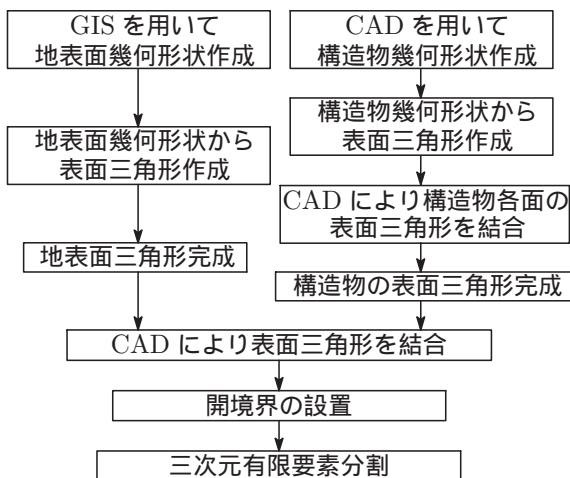 GIS を用いて
地表面幾何形状作成
CAD を用いて
構造物幾何形状作成
地表面幾何形状から
表面三角形作成
構造物幾何形状から
表面三角形作成
CAD により構造物各面の
表面三角形を結合
地表面三角形完成
構造物の表面三角形完成
CAD により表面三角形を結合
開境界の設置
三次元有限要素分割